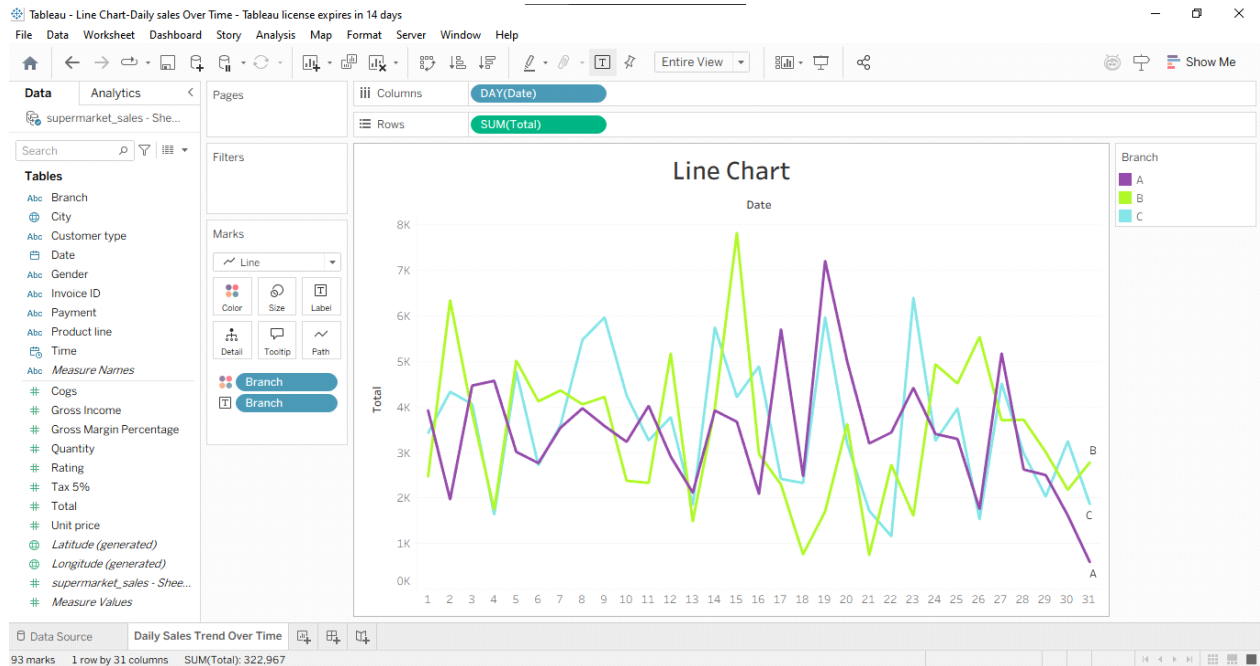 Tableau - Line Chart-Daily sales Over Time - Tableau license expires in 14 days
File Data Worksheet Dashboard Story Analysis Map Format Server Window Help
Entire View
Show Me
Data Analytics
supermarket_sales - She...
Search
Tables
Abc Branch
City
Abc Customer type
Date
Abc Gender
Abc Invoice ID
Abc Payment
Abc Product line
Time
Abc Measure Names
Cogs
Gross Income
Gross Margin Percentage
Quantity
Rating
Tax 5%
Total
Unit price
Latitude (generated)
Longitude (generated)
supermarket_sales - Shee...
Measure Values
Pages
Filters
Marks
Line
Color Size Label
Detail Tooltip Path
Branch
Branch
Columns DAY(Date)
Rows SUM(Total)
Line Chart
Date
Total
8K
7K
6K
5K
4K
3K
2K
1K
0K
B
C
A
1 2 3 4 5 6 7 8 9 10 11 12 13 14 15 16 17 18 19 20 21 22 23 24 25 26 27 28 29 30 31
Branch
A
B
C
Data Source Daily Sales Trend Over Time
93 marks 1 row by 31 columns SUM(Total): 322,967